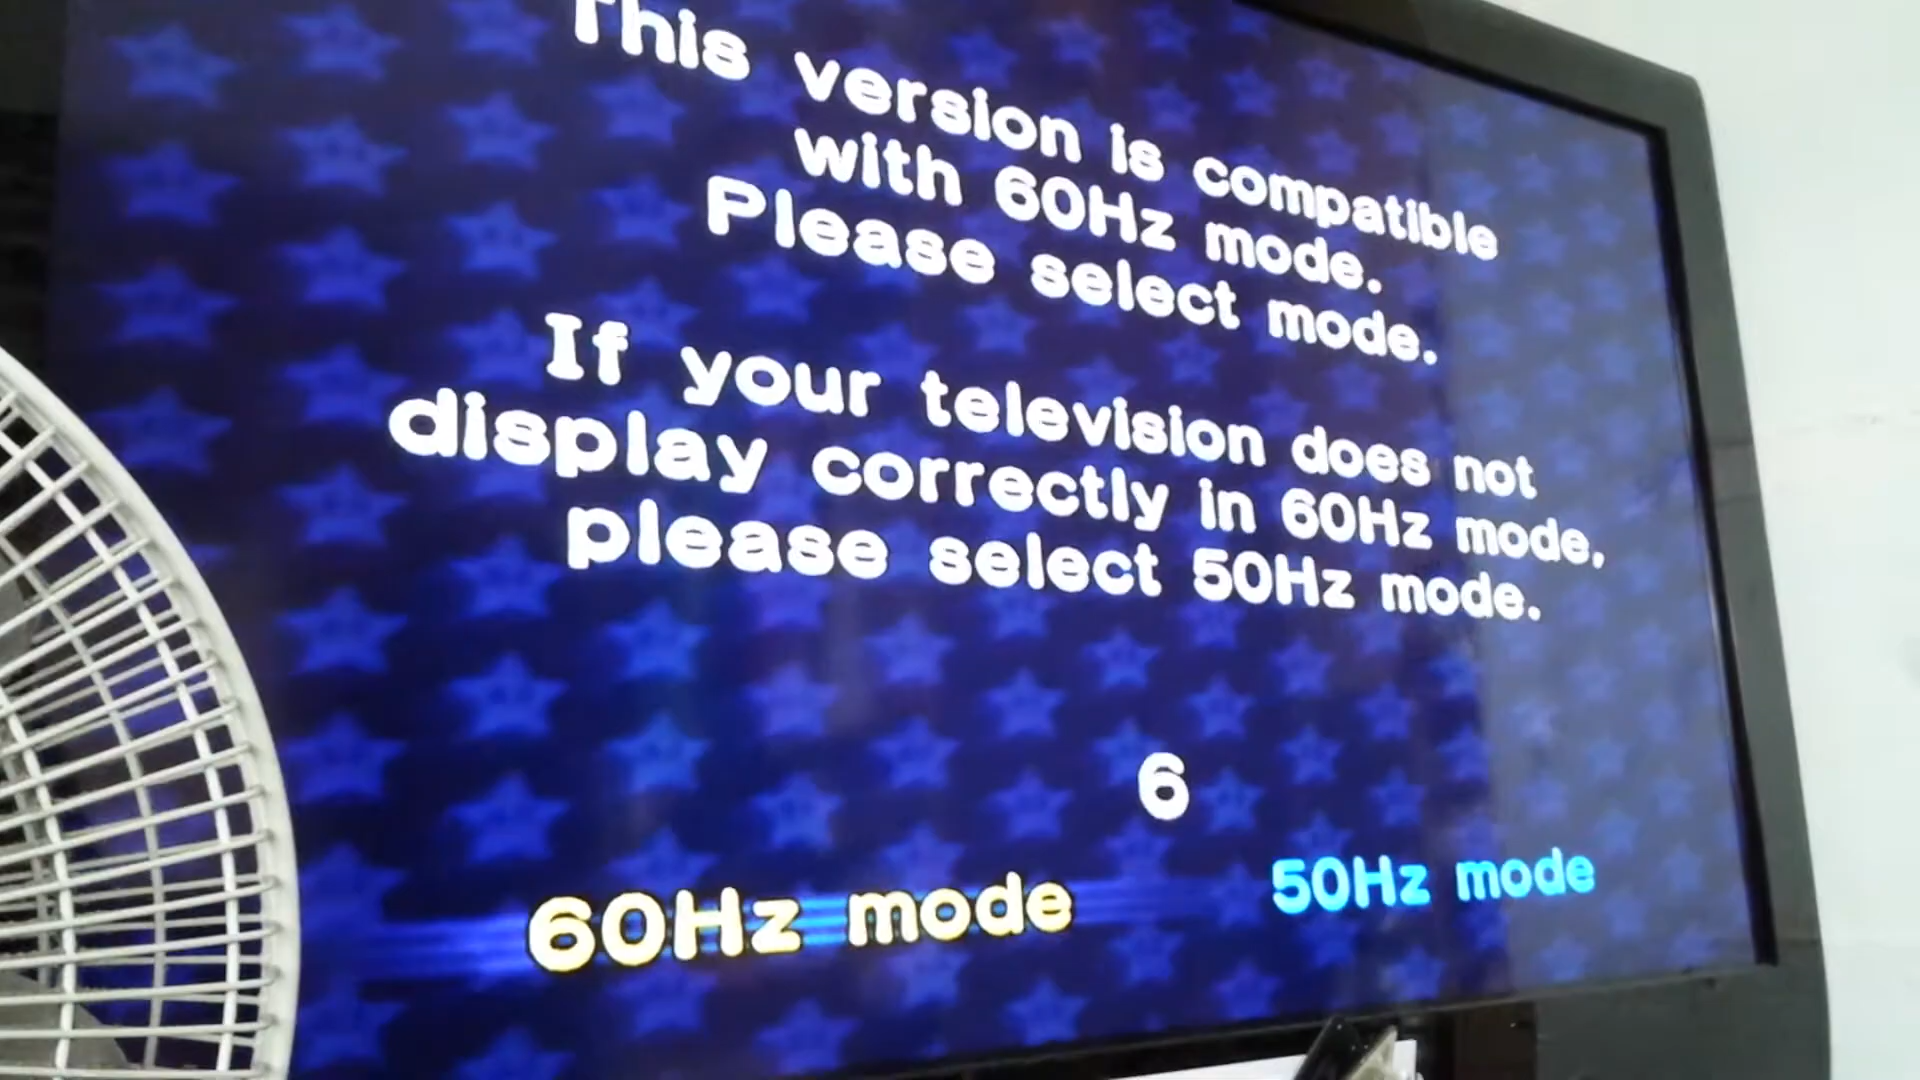 This version is compatible
with 60Hz mode.
Please select mode.
If your television does not
display correctly in 60Hz mode,
please select 50Hz mode.
6
60Hz mode
50Hz mode